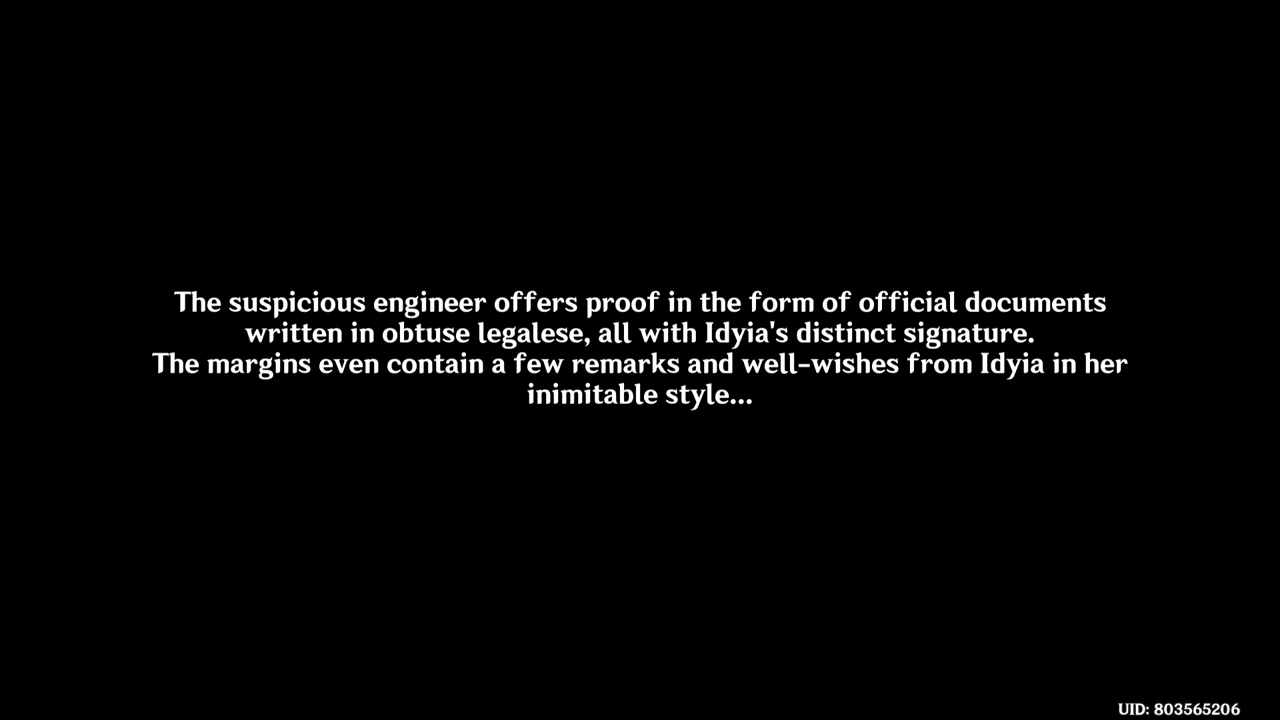 The suspicious engineer offers proof in the form of official documents
written in obtuse legalese, all with Idyia's distinct signature.
The margins even contain a few remarks and well-wishes from Idyia in her
inimitable style...
UID: 803565206